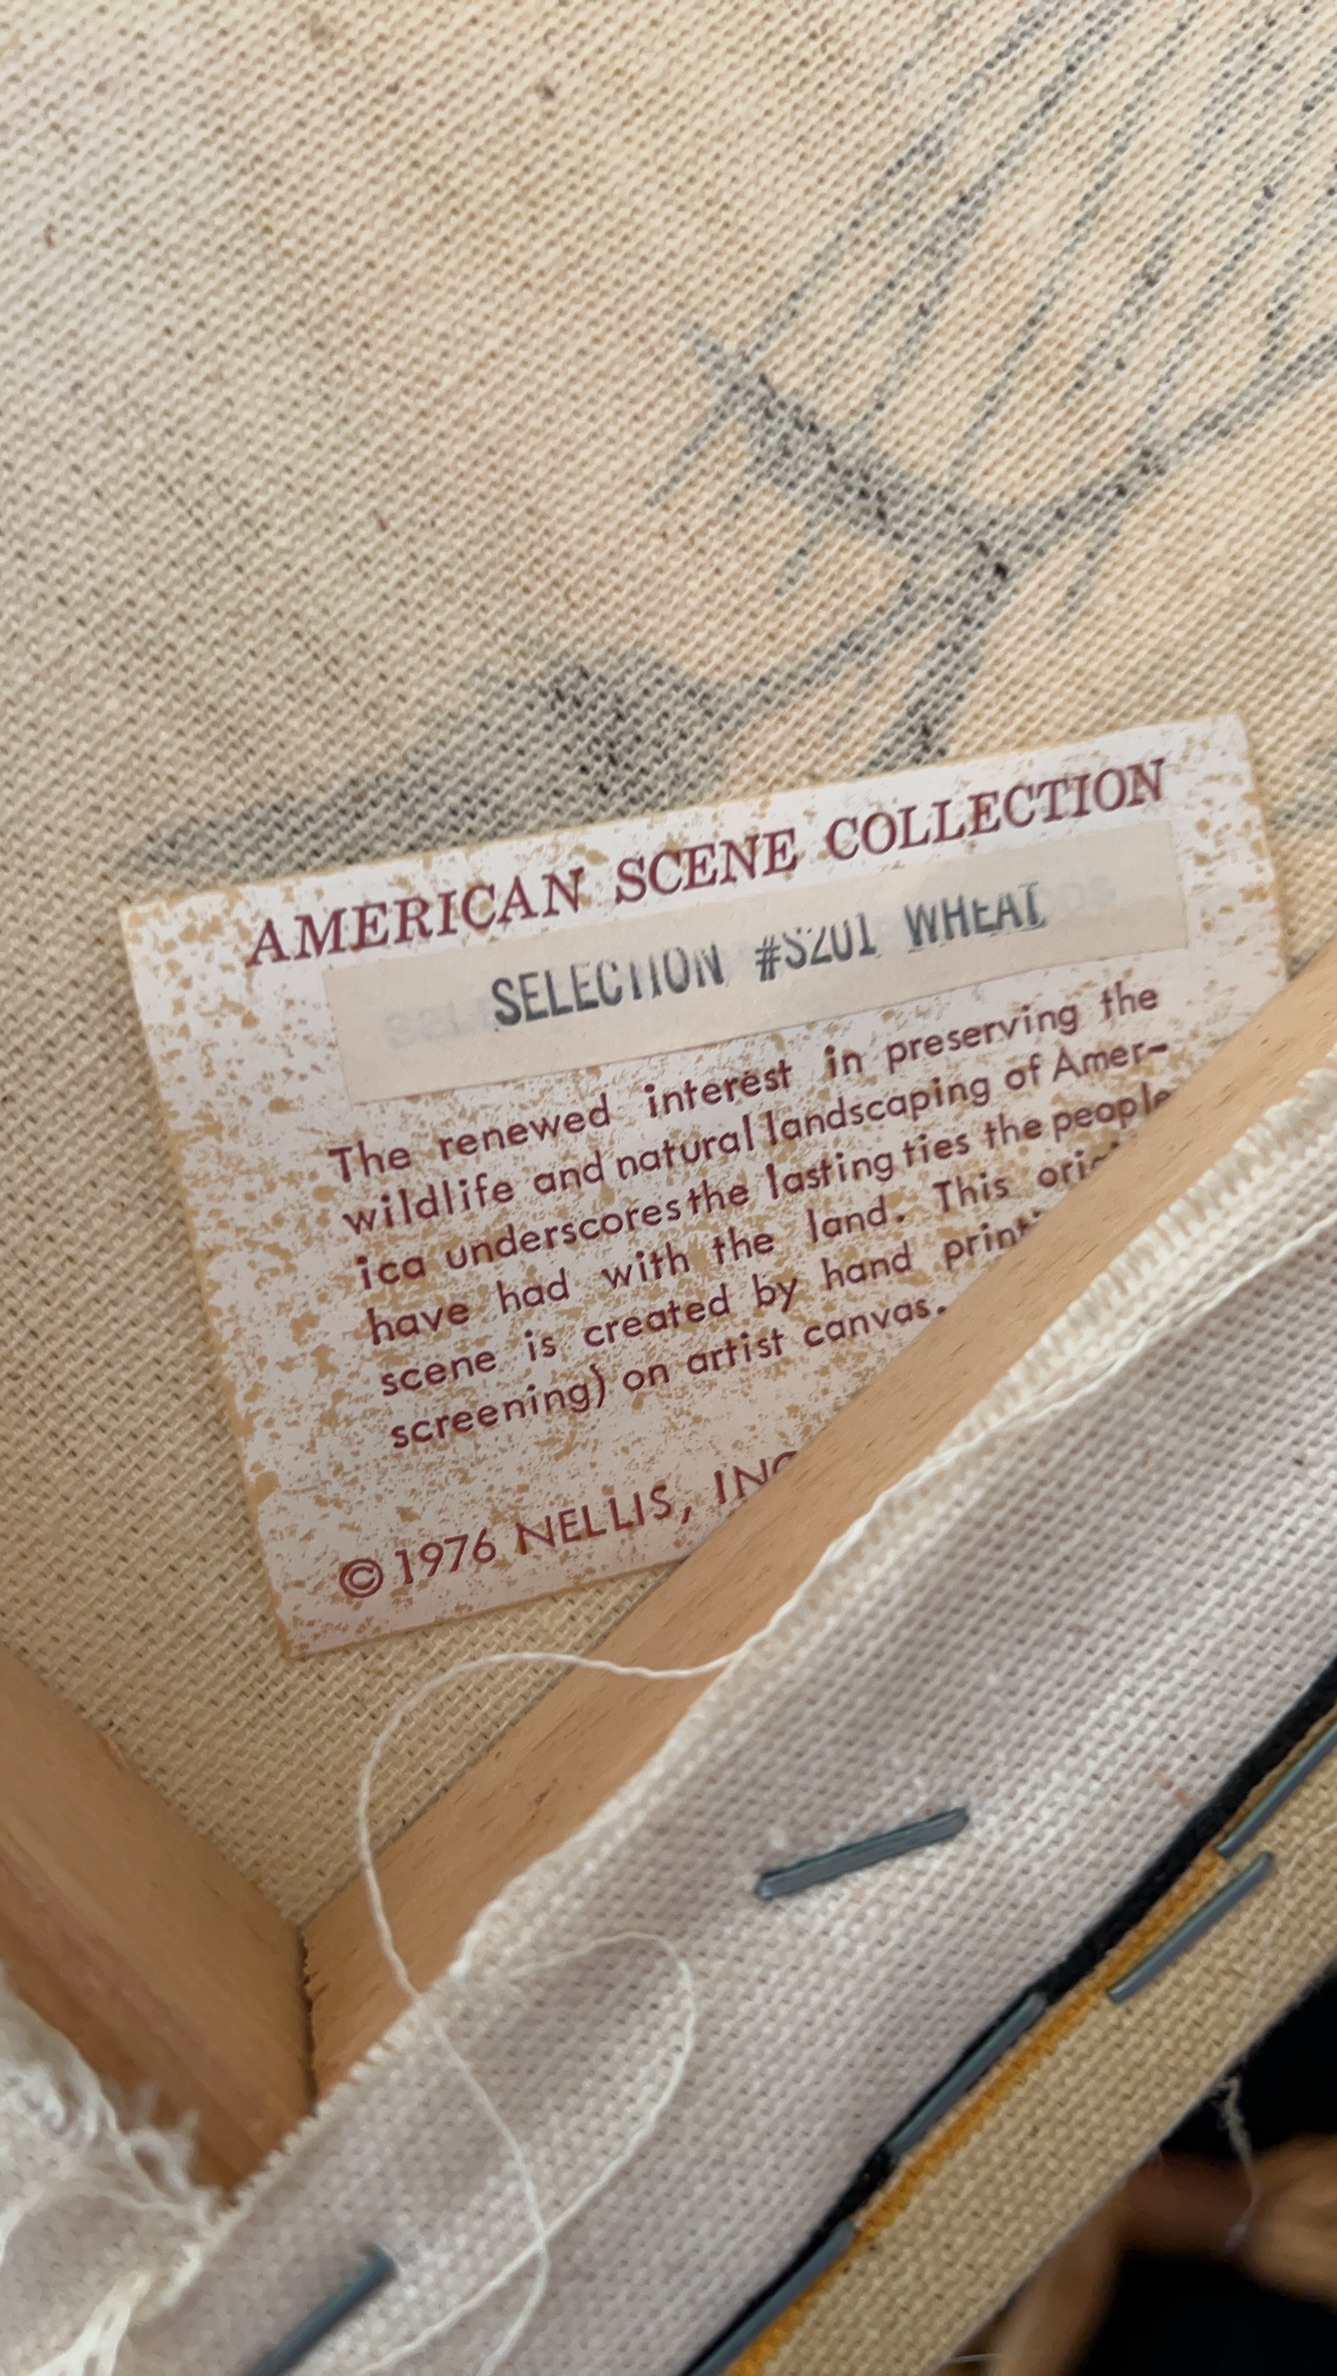 AMERICAN SCENE COLLECTION
SELECTION #S201 WHEAT
The renewed interest in preserving the
wildlife and natural landscaping of Amer-
ica underscores the lasting ties the people
have had with the land. This
scene is created by hand
screening) on artist canvas.
© 1976 NELLIS,